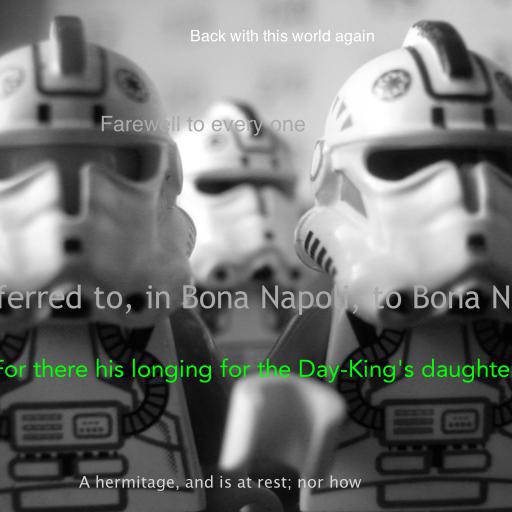 Back with this world again
Farewell to every one
ferred to, in Bona Napoli, to Bona N
For there his longing for the Day-King's daughte
A hermitage, and is at rest; nor how